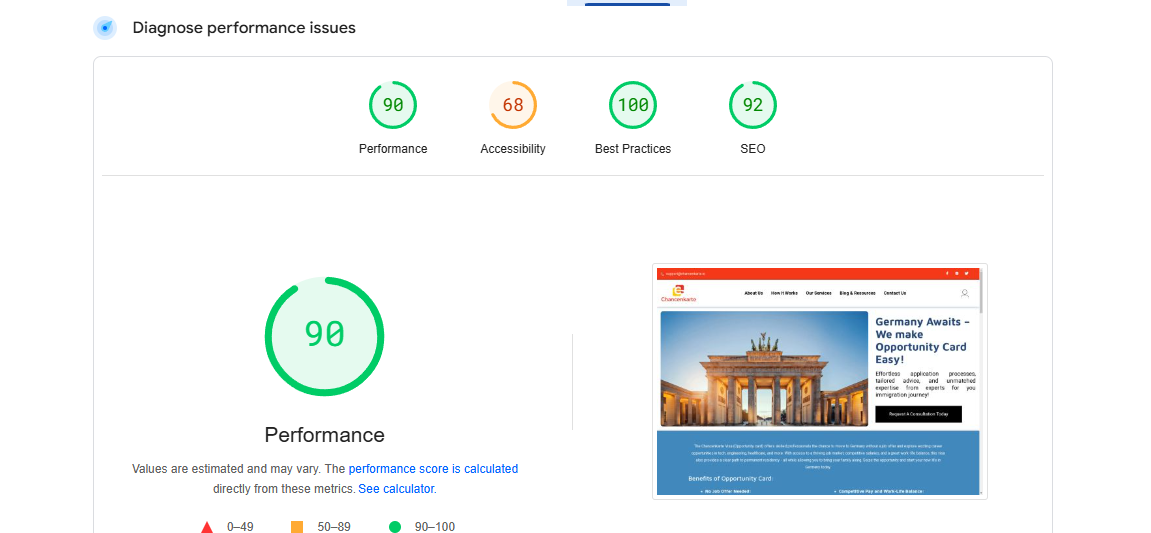 Diagnose performance issues
90
68
100
92
Performance
Accessibility
Best Practices
SEO
90
Performance
Values are estimated and may vary. The performance score is calculated
directly from these metrics. See calculator.
0–49
50–89
90–100
Chancenkarte
About Us
How It Works
Our Services
Blog & Resources
Contact Us
Germany Awaits –
We make
Opportunity Card
Easy!
Effortless application processes,
tailored advice, and unmatched
expertise from experts for you
immigration journey!
Request A Consultation Today
Benefits of Opportunity Card:
No Job Offer Needed:
Competitive Pay and Work-Life Balance: